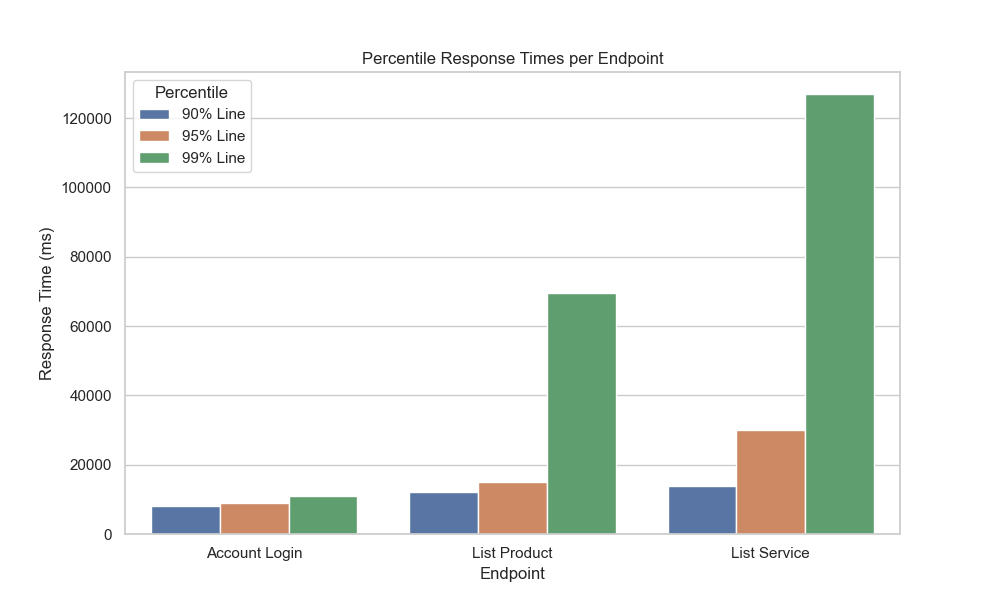 Percentile Response Times per Endpoint
Percentile
90% Line
95% Line
99% Line
120000
100000
80000
60000
40000
20000
0
Response Time (ms)
Account Login
List Product
List Service
Endpoint